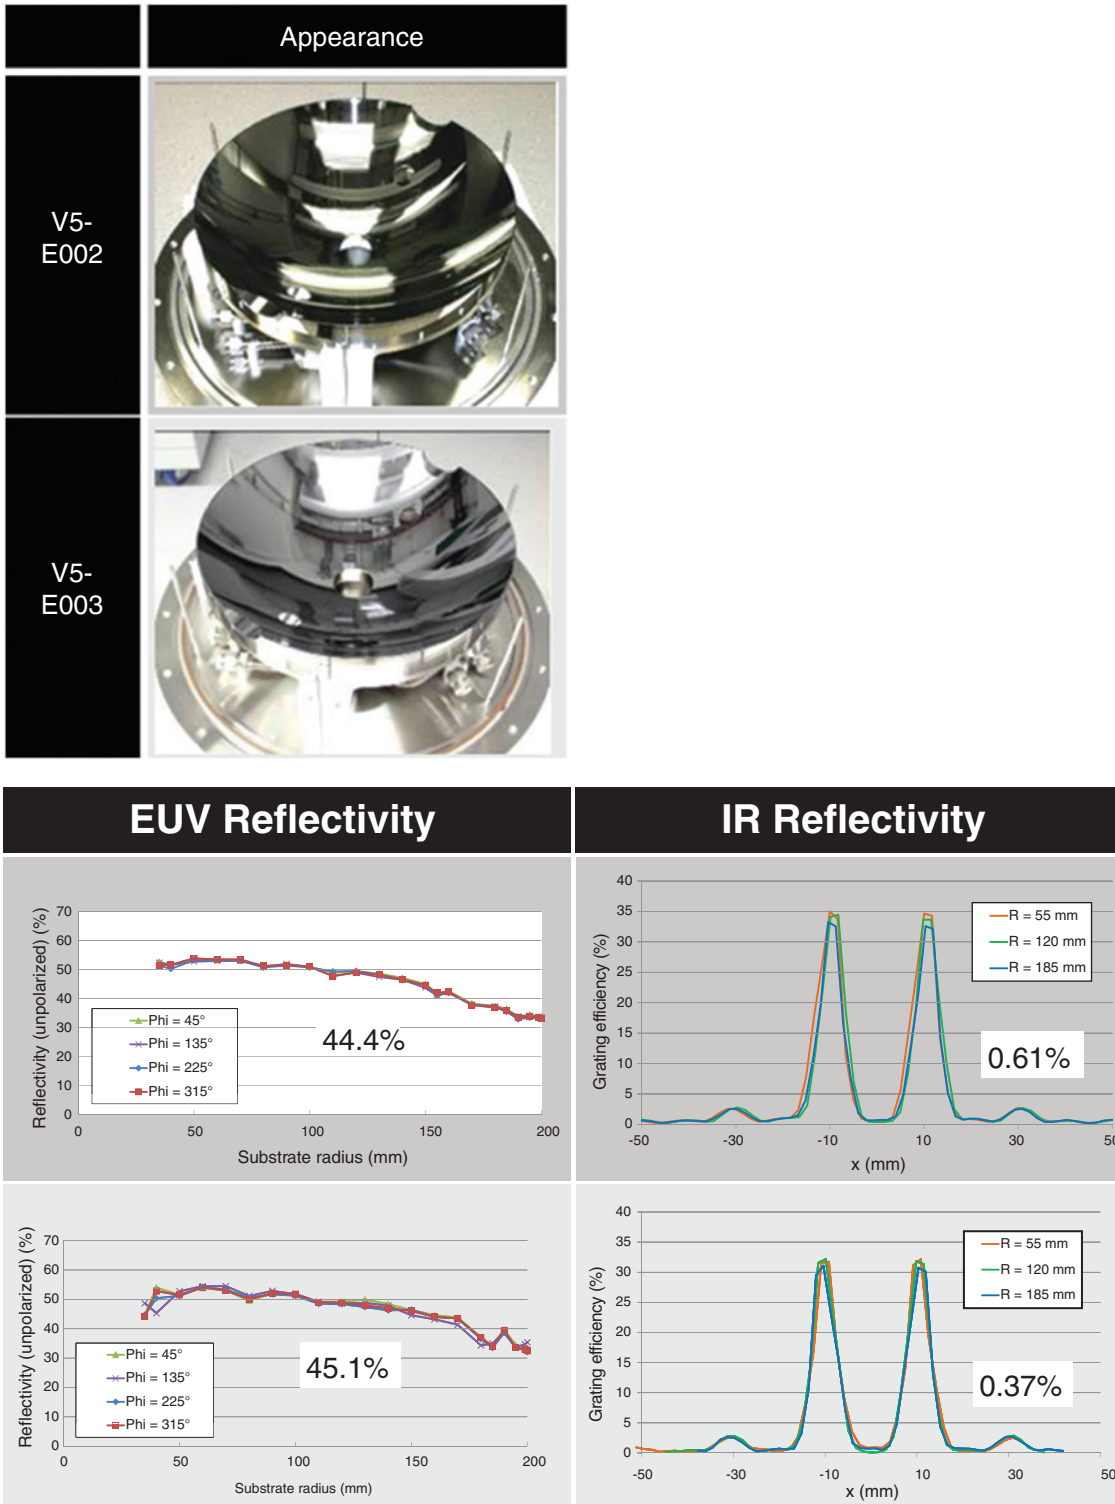 Appearance
V5-
E002
V5-
E003
EUV Reflectivity
IR Reflectivity
Reflectivity (unpolarized) (%)
70
60
50
40
30
20
10
0
0
50
100
150
200
Substrate radius (mm)
Phi = 45°
Phi = 135°
Phi = 225°
Phi = 315°
44.4%
Grating efficiency (%)
40
35
30
25
20
15
10
5
0
-50
-30
-10
10
30
50
x (mm)
R = 55 mm
R = 120 mm
R = 185 mm
0.61%
Reflectivity (unpolarized) (%)
70
60
50
40
30
20
10
0
0
50
100
150
200
Substrate radius (mm)
Phi = 45°
Phi = 135°
Phi = 225°
Phi = 315°
45.1%
Grating efficiency (%)
40
35
30
25
20
15
10
5
0
-50
-30
-10
10
30
50
x (mm)
R = 55 mm
R = 120 mm
R = 185 mm
0.37%